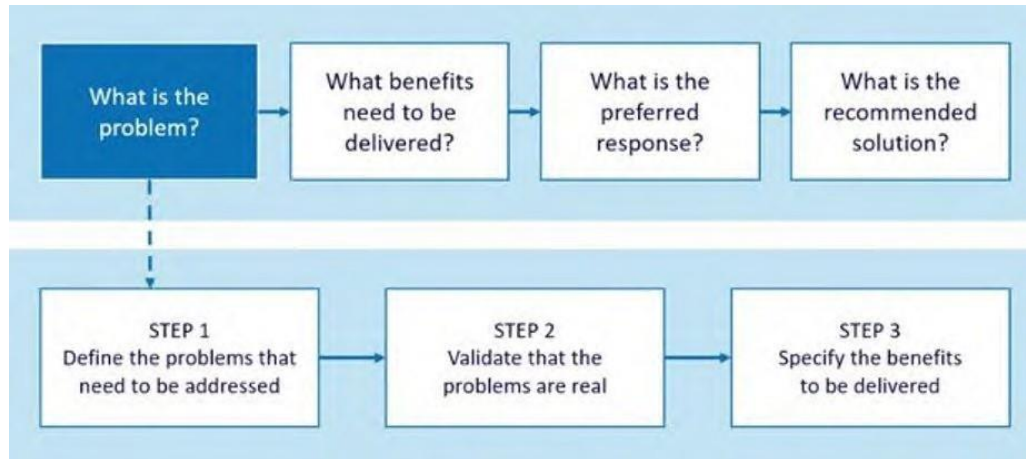 What is the
problem?
What benefits
need to be
delivered?
What is the
preferred
response?
What is the
recommended
solution?
STEP 1
Define the problems that
need to be addressed
STEP 2
Validate that the
problems are real
STEP 3
Specify the benefits
to be delivered